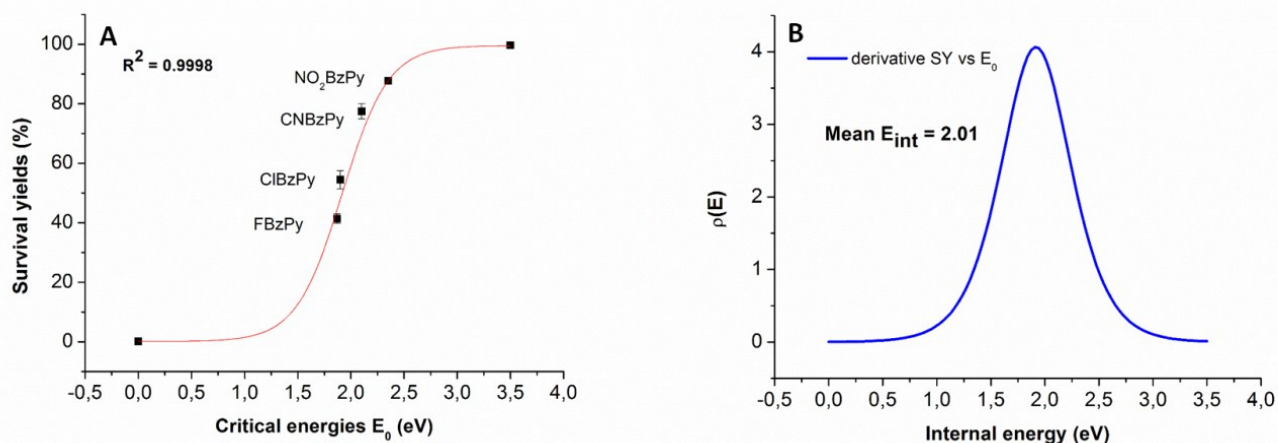 A
R² = 0.9998
NO₂BzPy
CNBzPy
ClBzPy
FBzPy
Survival yields (%)
100
80
60
40
20
0
-0,5 0,0 0,5 1,0 1,5 2,0 2,5 3,0 3,5 4,0
Critical energies E₀ (eV)
B
derivative SY vs E₀
Mean E_int = 2.01
ρ(E)
4
3
2
1
0
-0,5 0,0 0,5 1,0 1,5 2,0 2,5 3,0 3,5 4,0
Internal energy (eV)